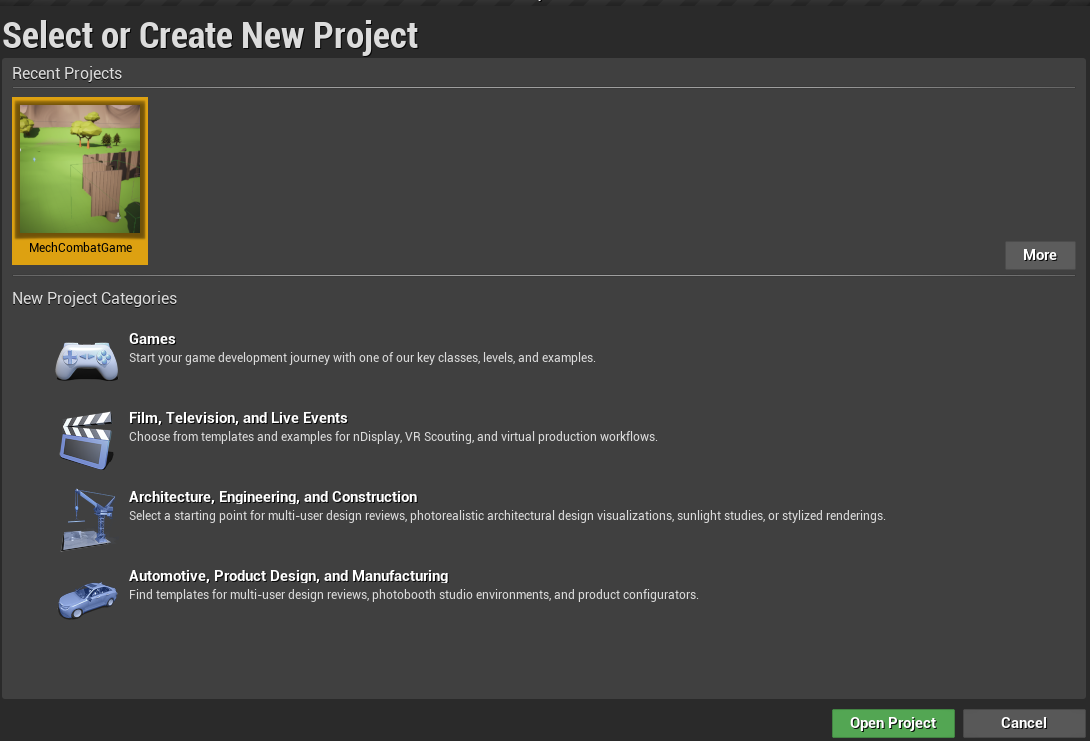 Select or Create New Project
Recent Projects
MechCombatGame
More
New Project Categories
Games
Start your game development journey with one of our key classes, levels, and examples.
Film, Television, and Live Events
Choose from templates and examples for nDisplay, VR Scouting, and virtual production workflows.
Architecture, Engineering, and Construction
Select a starting point for multi-user design reviews, photorealistic architectural design visualizations, sunlight studies, or stylized renderings.
Automotive, Product Design, and Manufacturing
Find templates for multi-user design reviews, photobooth studio environments, and product configurators.
Open Project
Cancel